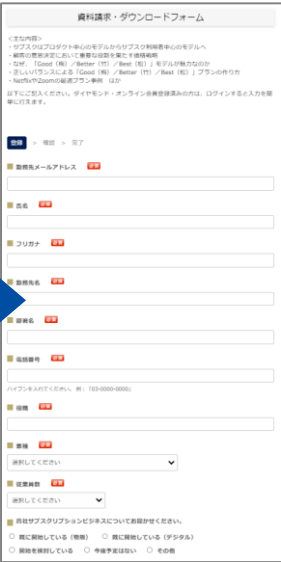 資料請求・ダウンロードフォーム
<主な内容>
・サブスクはプロダクト中心のモデルからサブスク利用者中心のモデルへ
・顧客の意思決定において重要な役割を果たす価格戦略
・なぜ、「Good（梅）／Better（竹）／Best（松）」モデルが魅力なのか
・正しいバランスによる「Good（梅）／Better（竹）／Best（松）」プランの作り方
・NetflixやZoomの最適プラン事例　ほか
以下にご記入ください。ダイヤモンド・オンライン会員登録済みの方は、ログインすると入力を簡単に行えます。
登録 > 確認 > 完了
勤務先メールアドレス 必須
氏名 必須
フリガナ 必須
勤務先名 必須
部署名 必須
電話番号 必須
ハイフンを入れてください。例：「03-0000-0000」
役職 必須
業種 必須
選択してください
従業員数 必須
選択してください
自社サブスクリプションビジネスについてお聞かせください。
既に開始している（物販） 既に開始している（デジタル）
開始を検討している 今後予定はない その他